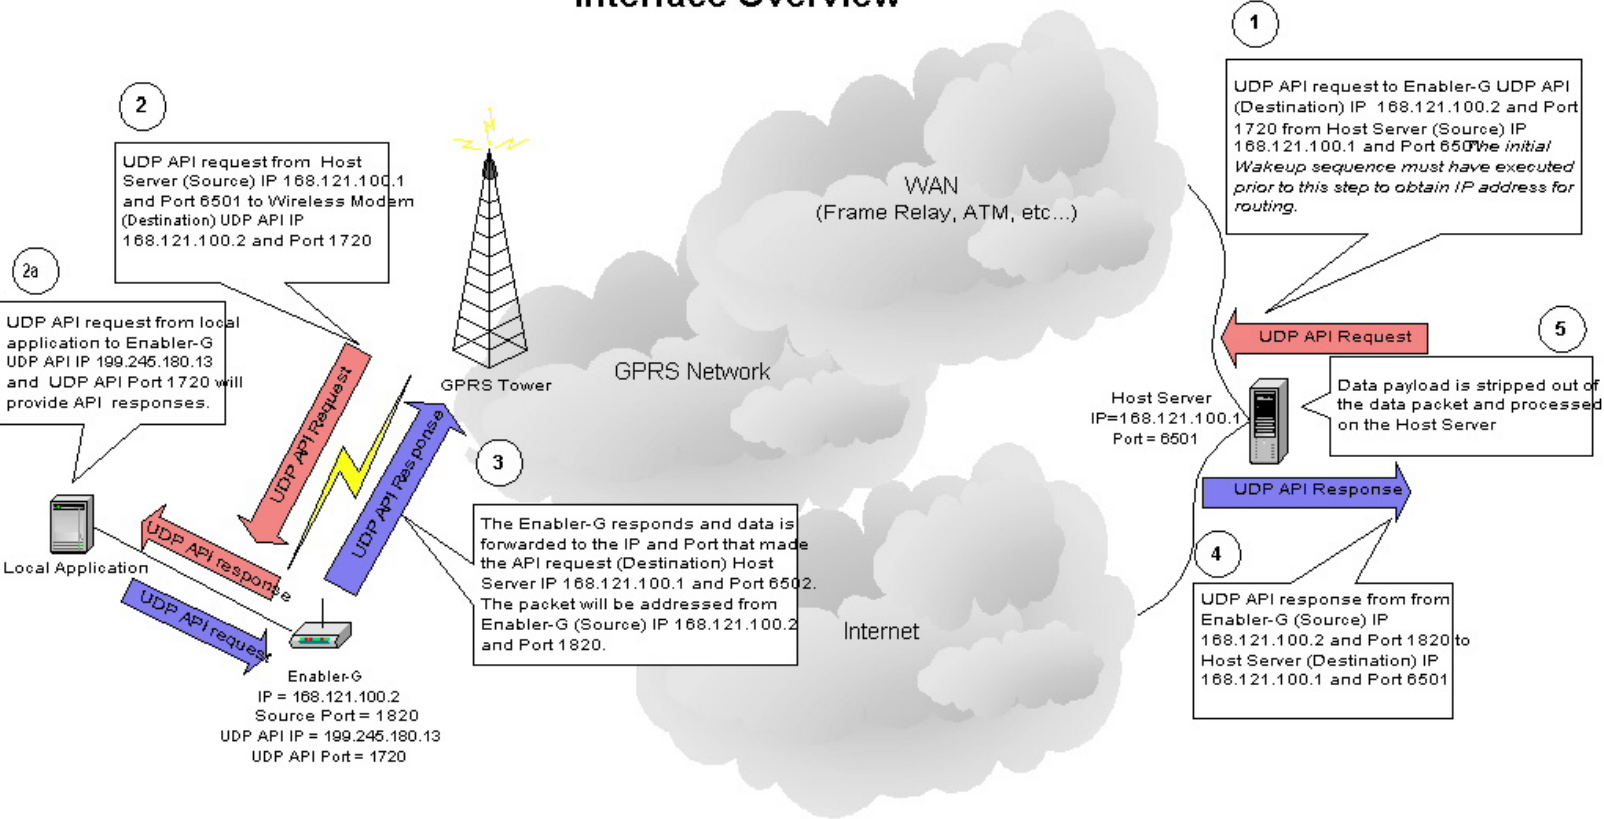 Interface Overview
1
UDP API request to Enabler-G UDP API
(Destination) IP 168.121.100.2 and Port
1720 from Host Server (Source) IP
168.121.100.1 and Port 650 The initial
Wakeup sequence must have executed
prior to this step to obtain IP address for
routing.
2
UDP API request from Host
Server (Source) IP 168.121.100.1
and Port 6501 to Wireless Modem
(Destination) UDP API IP
168.121.100.2 and Port 1720
2a
UDP API request from local
application to Enabler-G
UDP API IP 199.245.180.13
and UDP API Port 1720 will
provide API responses.
WAN
(Frame Relay, ATM, etc...)
GPRS Network
GPRS Tower
Internet
UDP API Request
5
Data payload is stripped out of
the data packet and processed
on the Host Server
Host Server
IP=168.121.100.1
Port = 6501
UDP API Response
UDP API Request
UDP API Response
3
The Enabler-G responds and data is
forwarded to the IP and Port that made
the API request (Destination) Host
Server IP 168.121.100.1 and Port 6502.
The packet will be addressed from
Enabler-G (Source) IP 168.121.100.2
and Port 1820.
4
UDP API response from from
Enabler-G (Source) IP
168.121.100.2 and Port 1820 to
Host Server (Destination) IP
168.121.100.1 and Port 6501
Local Application
UDP API response
UDP API request
Enabler-G
IP = 168.121.100.2
Source Port = 1820
UDP API IP = 199.245.180.13
UDP API Port = 1720